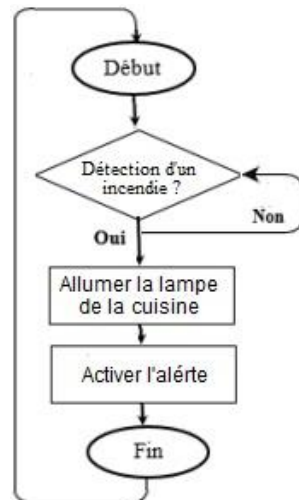 Début
Détection d'un
incendie ?
Non
Oui
Allumer la lampe
de la cuisine
Activer l'alérte
Fin